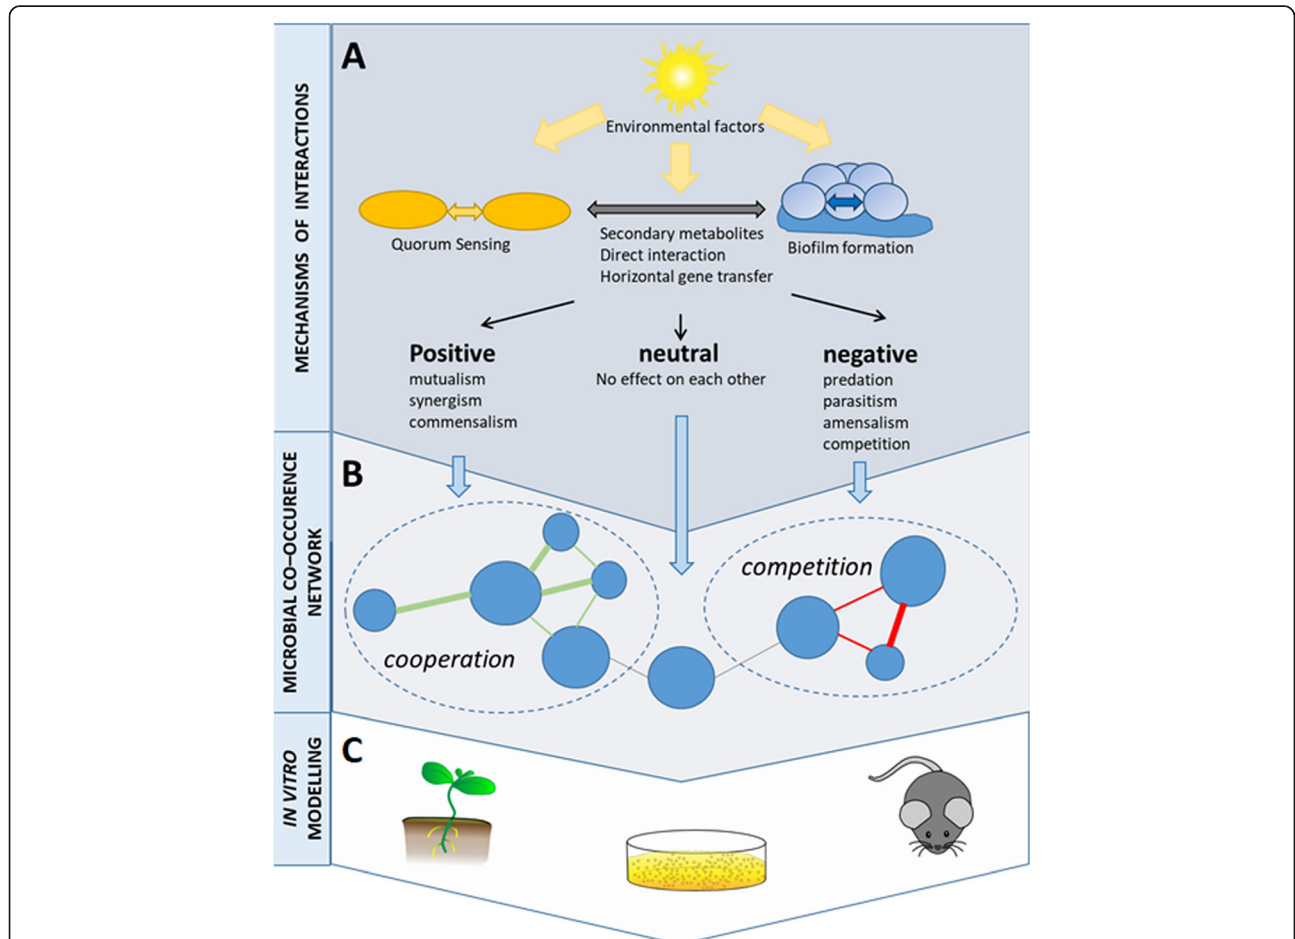 MECHANISMS OF INTERACTIONS
A
Environmental factors
Quorum Sensing
Secondary metabolites
Direct interaction
Horizontal gene transfer
Biofilm formation
Positive
mutualism
synergism
commensalism
neutral
No effect on each other
negative
predation
parasitism
amensalism
competition
MICROBIAL CO–OCCURENCE
NETWORK
B
cooperation
competition
IN VITRO
MODELLING
C